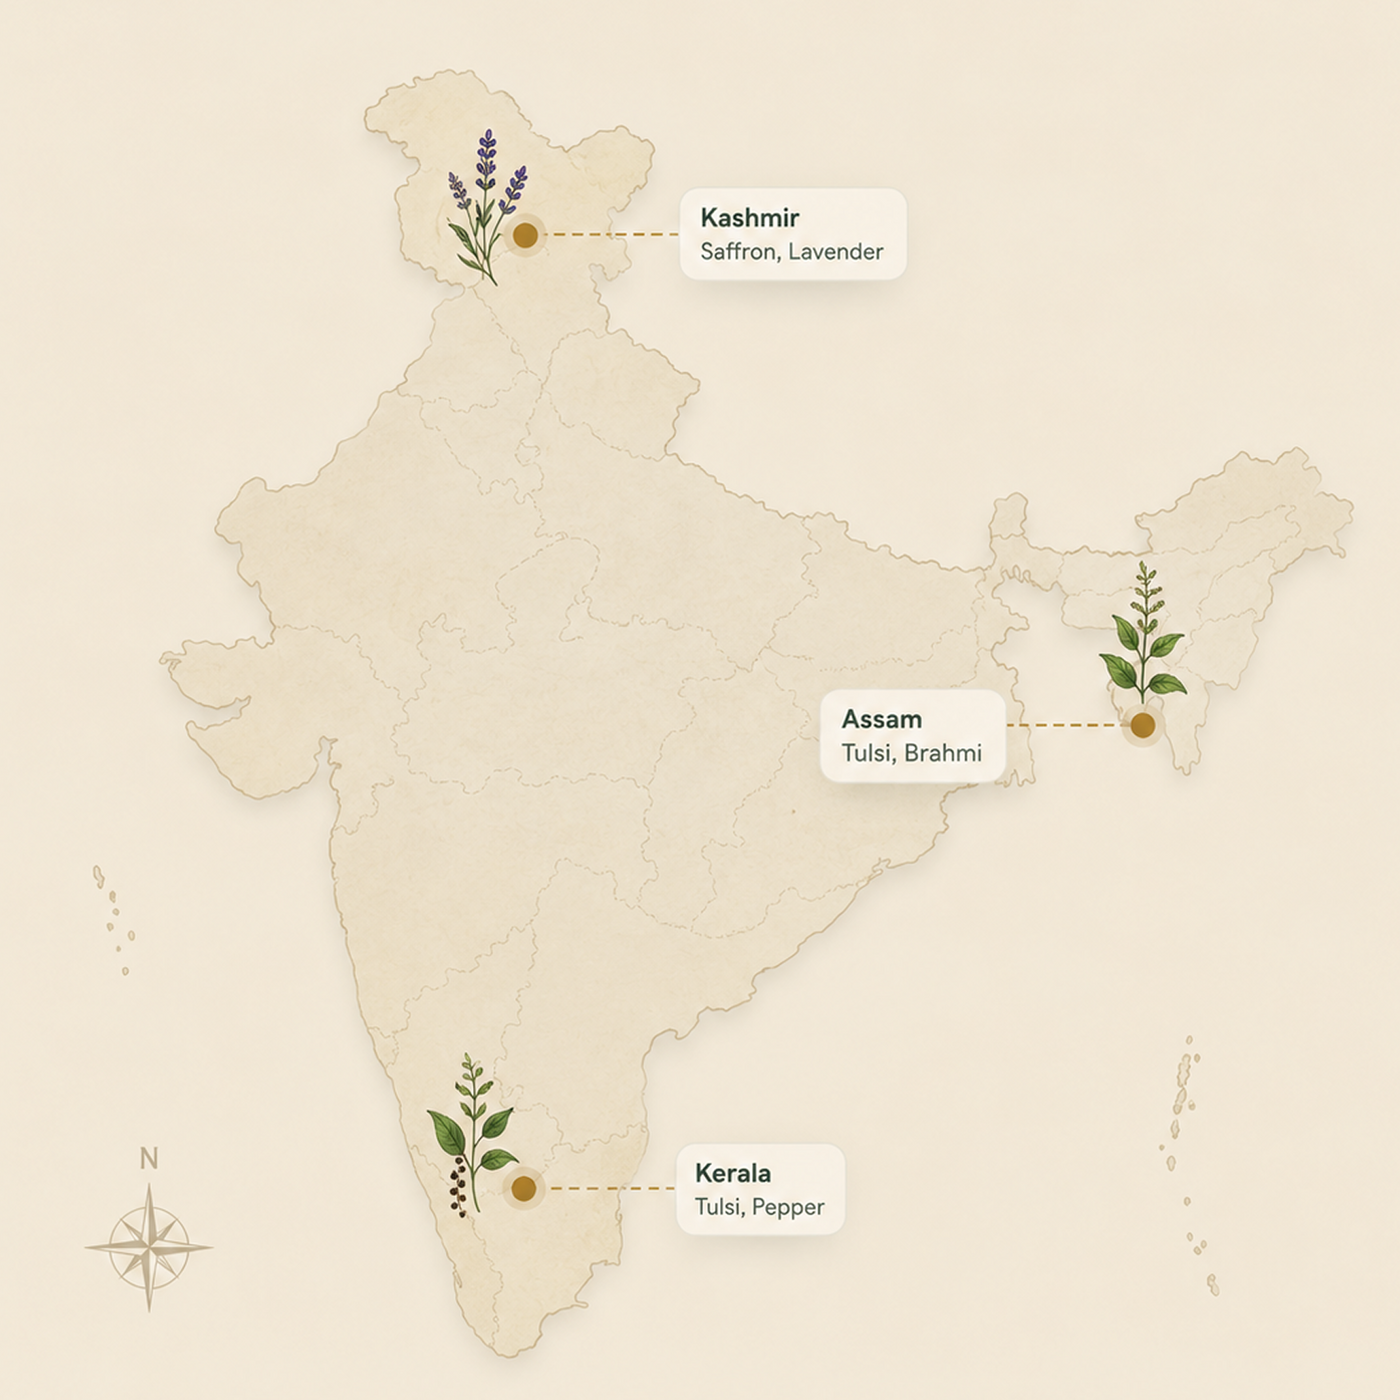 Kashmir
Saffron, Lavender
Assam
Tulsi, Brahmi
N
Kerala
Tulsi, Pepper